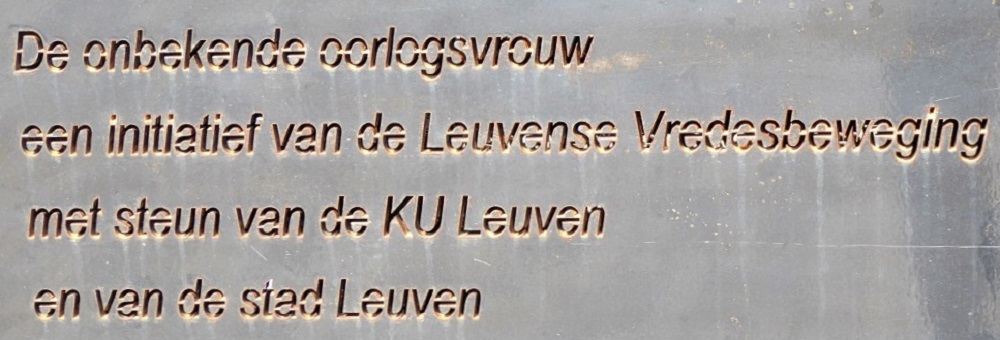 De onbekende oorlogsvrouw
een initiatief van de Leuvense Vredesbeweging
met steun van de KU Leuven
en van de stad Leuven